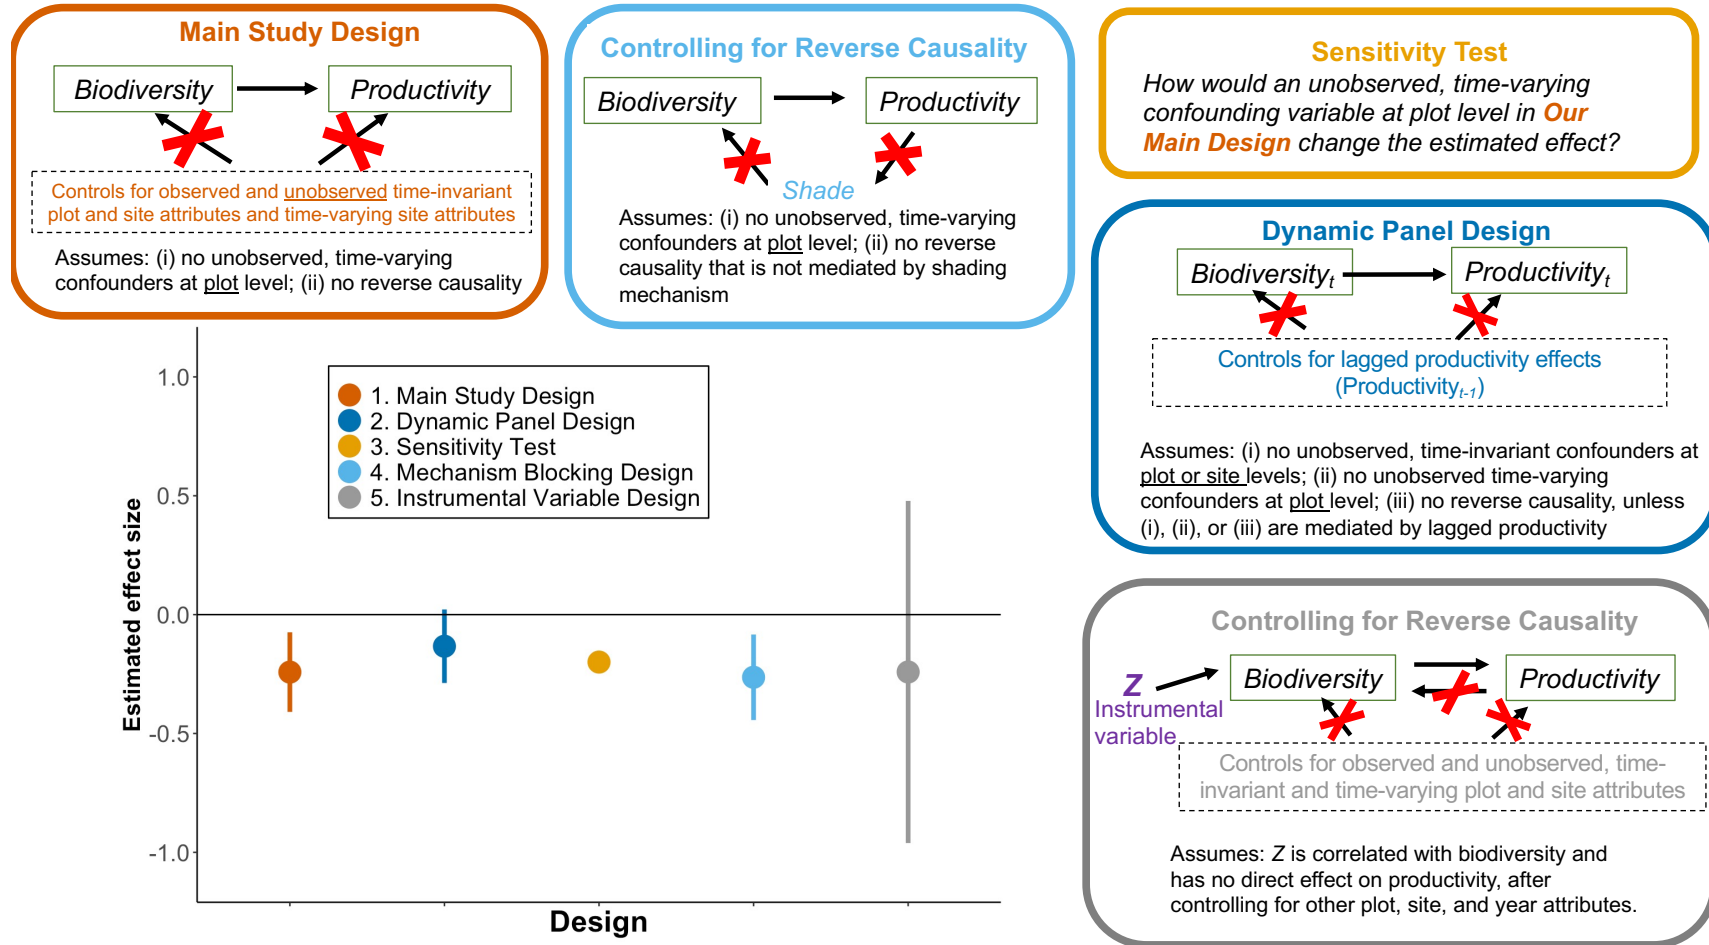 Main Study Design
Biodiversity
Productivity
Controls for observed and unobserved time-invariant
plot and site attributes and time-varying site attributes
Assumes: (i) no unobserved, time-varying
confounders at plot level; (ii) no reverse causality
Controlling for Reverse Causality
Biodiversity
Productivity
Shade
Assumes: (i) no unobserved, time-varying
confounders at plot level; (ii) no reverse
causality that is not mediated by shading
mechanism
Sensitivity Test
How would an unobserved, time-varying
confounding variable at plot level in Our
Main Design change the estimated effect?
Dynamic Panel Design
Biodiversityt
Productivityt
Controls for lagged productivity effects
(Productivityt-1)
Assumes: (i) no unobserved, time-invariant confounders at
plot or site levels; (ii) no unobserved time-varying
confounders at plot level; (iii) no reverse causality, unless
(i), (ii), or (iii) are mediated by lagged productivity
1.0
0.5
0.0
-0.5
-1.0
Estimated effect size
1. Main Study Design
2. Dynamic Panel Design
3. Sensitivity Test
4. Mechanism Blocking Design
5. Instrumental Variable Design
Design
Controlling for Reverse Causality
Z
Instrumental
variable
Biodiversity
Productivity
Controls for observed and unobserved, time-
invariant and time-varying plot and site attributes
Assumes: Z is correlated with biodiversity and
has no direct effect on productivity, after
controlling for other plot, site, and year attributes.